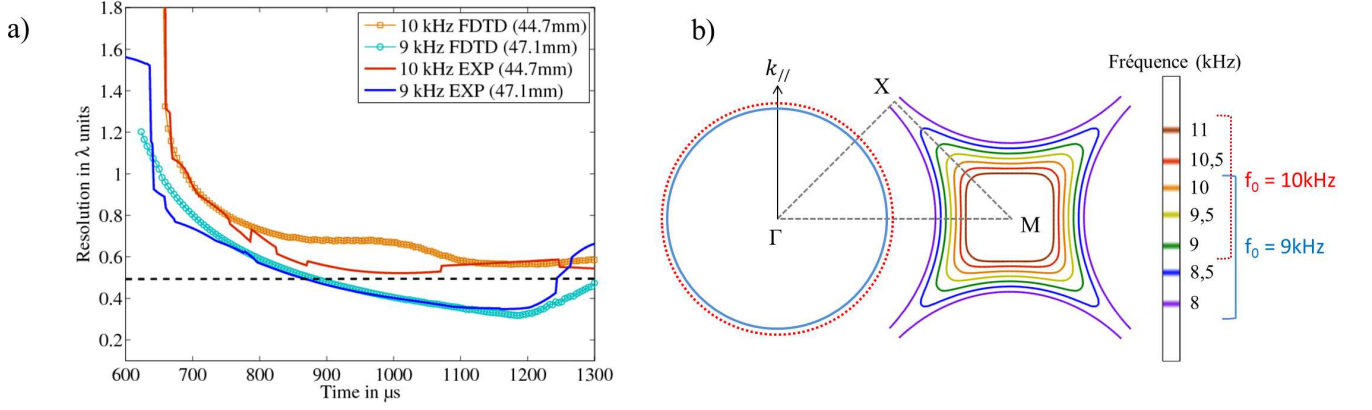 a)
1.8
1.6
1.4
1.2
1
0.8
0.6
0.4
0.2
Resolution in λ units
600 700 800 900 1000 1100 1200 1300
Time in μs
10 kHz FDTD (44.7mm)
9 kHz FDTD (47.1mm)
10 kHz EXP (44.7mm)
9 kHz EXP (47.1mm)
b)
k//
X
Γ
M
Fréquence (kHz)
11
10,5
10
9,5
9
8,5
8
f0 = 10kHz
f0 = 9kHz